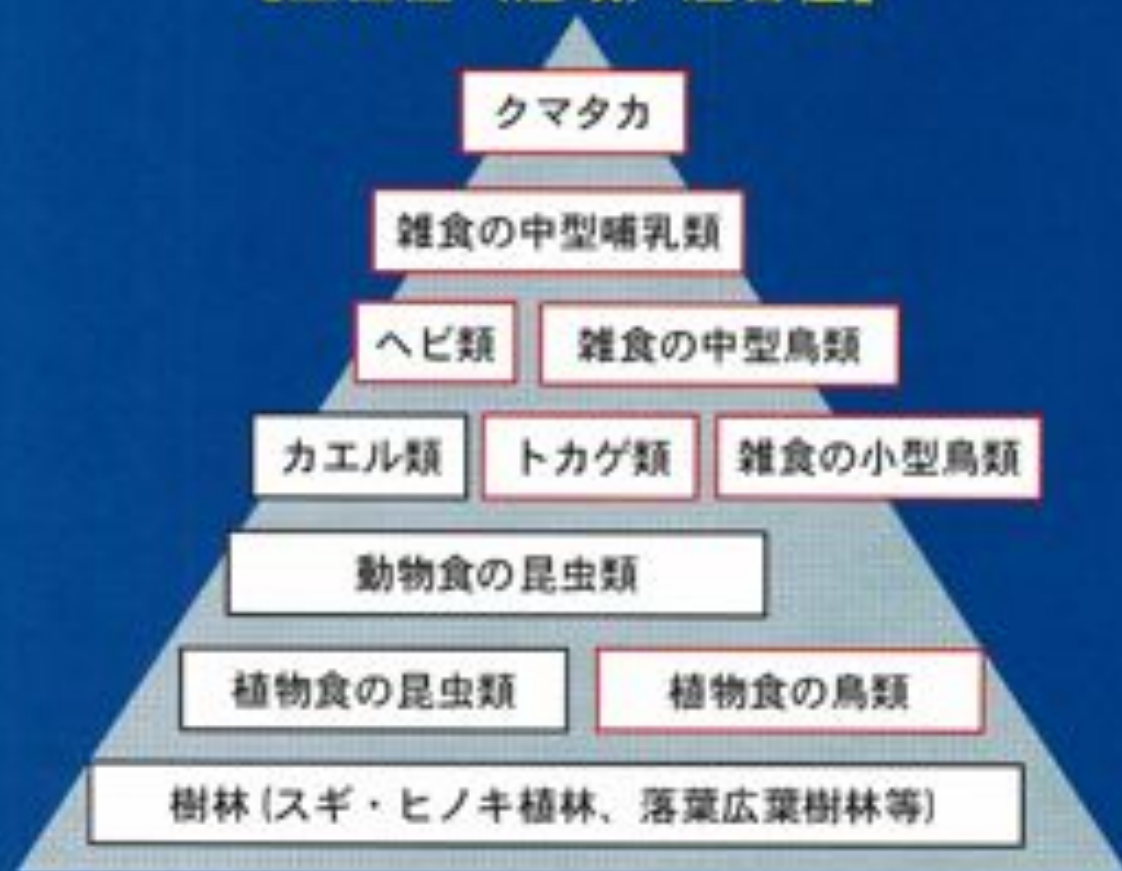 クマタカ
雑食の中型哺乳類
ヘビ類 雑食の中型鳥類
カエル類 トカゲ類 雑食の小型鳥類
動物食の昆虫類
植物食の昆虫類 植物食の鳥類
樹林(スギ・ヒノキ植林、落葉広葉樹林等)